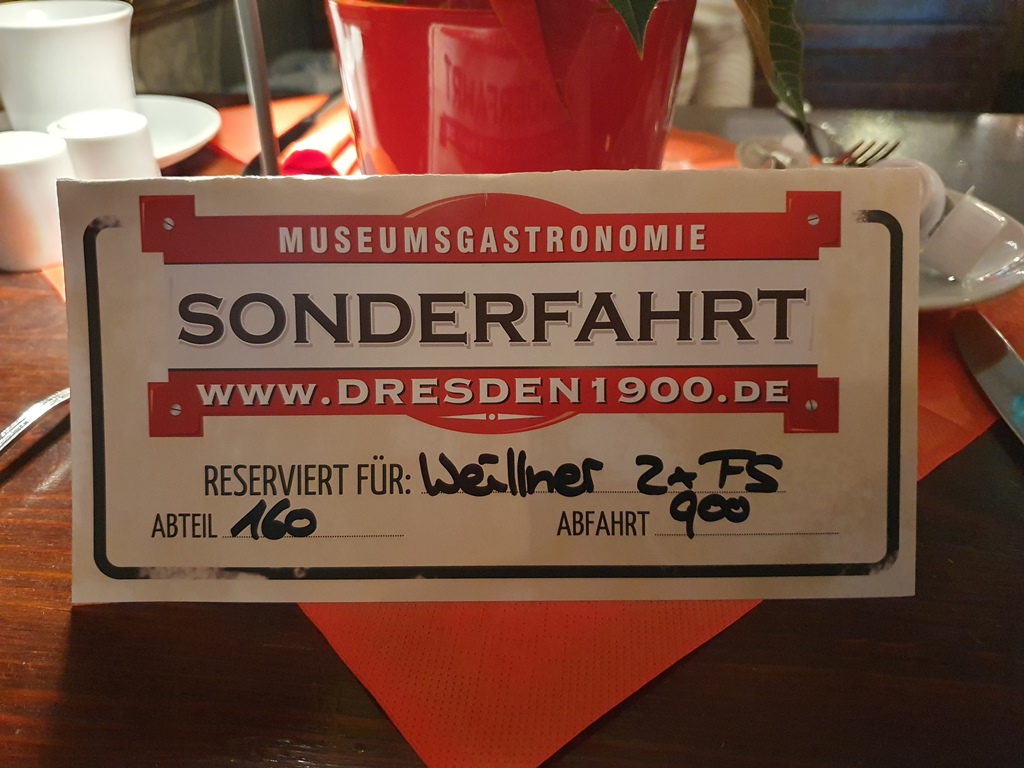 MUSEUMSGASTRONOMIE
SONDERFAHRT
WWW.DRESDEN1900.DE
RESERVIERT FÜR: Weillner 2x FS
ABTEIL 160 ABFAHRT 900